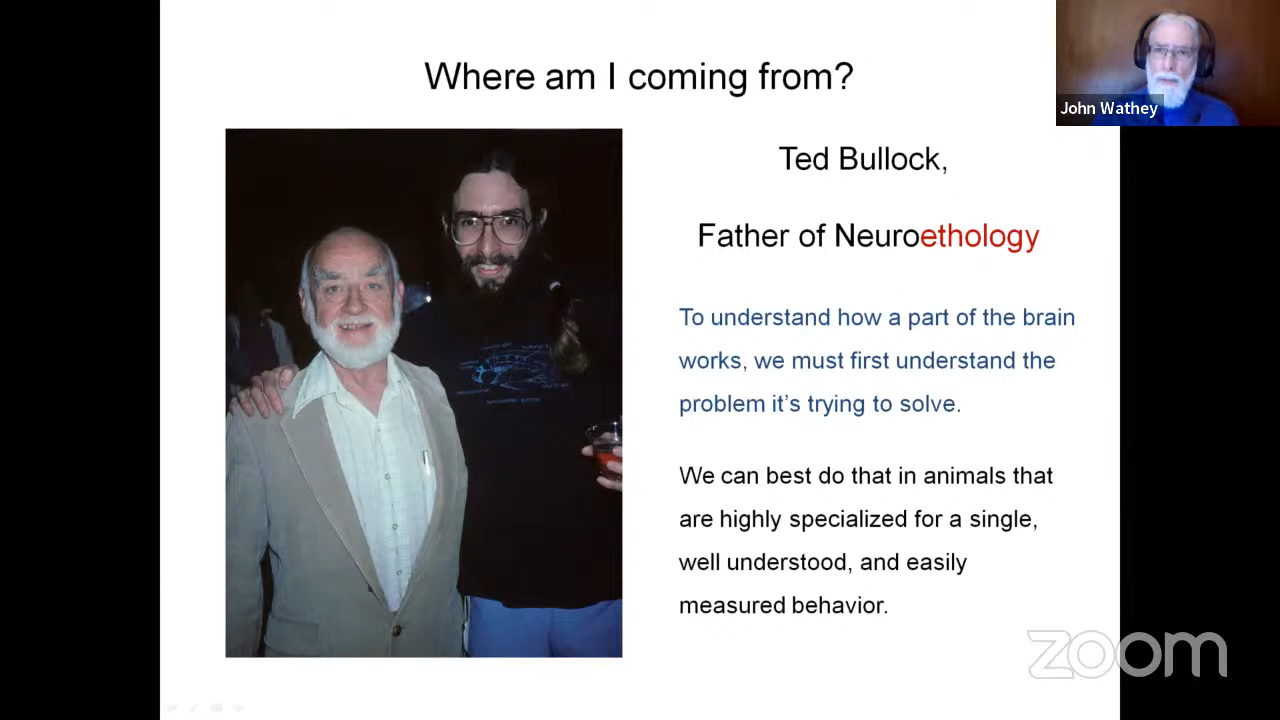 Where am I coming from?
John Wathey
Ted Bullock,
Father of Neuroethology
To understand how a part of the brain
works, we must first understand the
problem it's trying to solve.
We can best do that in animals that
are highly specialized for a single,
well understood, and easily
measured behavior.
zoom